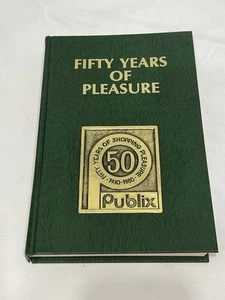 FIFTY YEARS
OF
PLEASURE
FIFTY YEARS OF SHOPPING PLEASURE
50
1930-1980
Publix